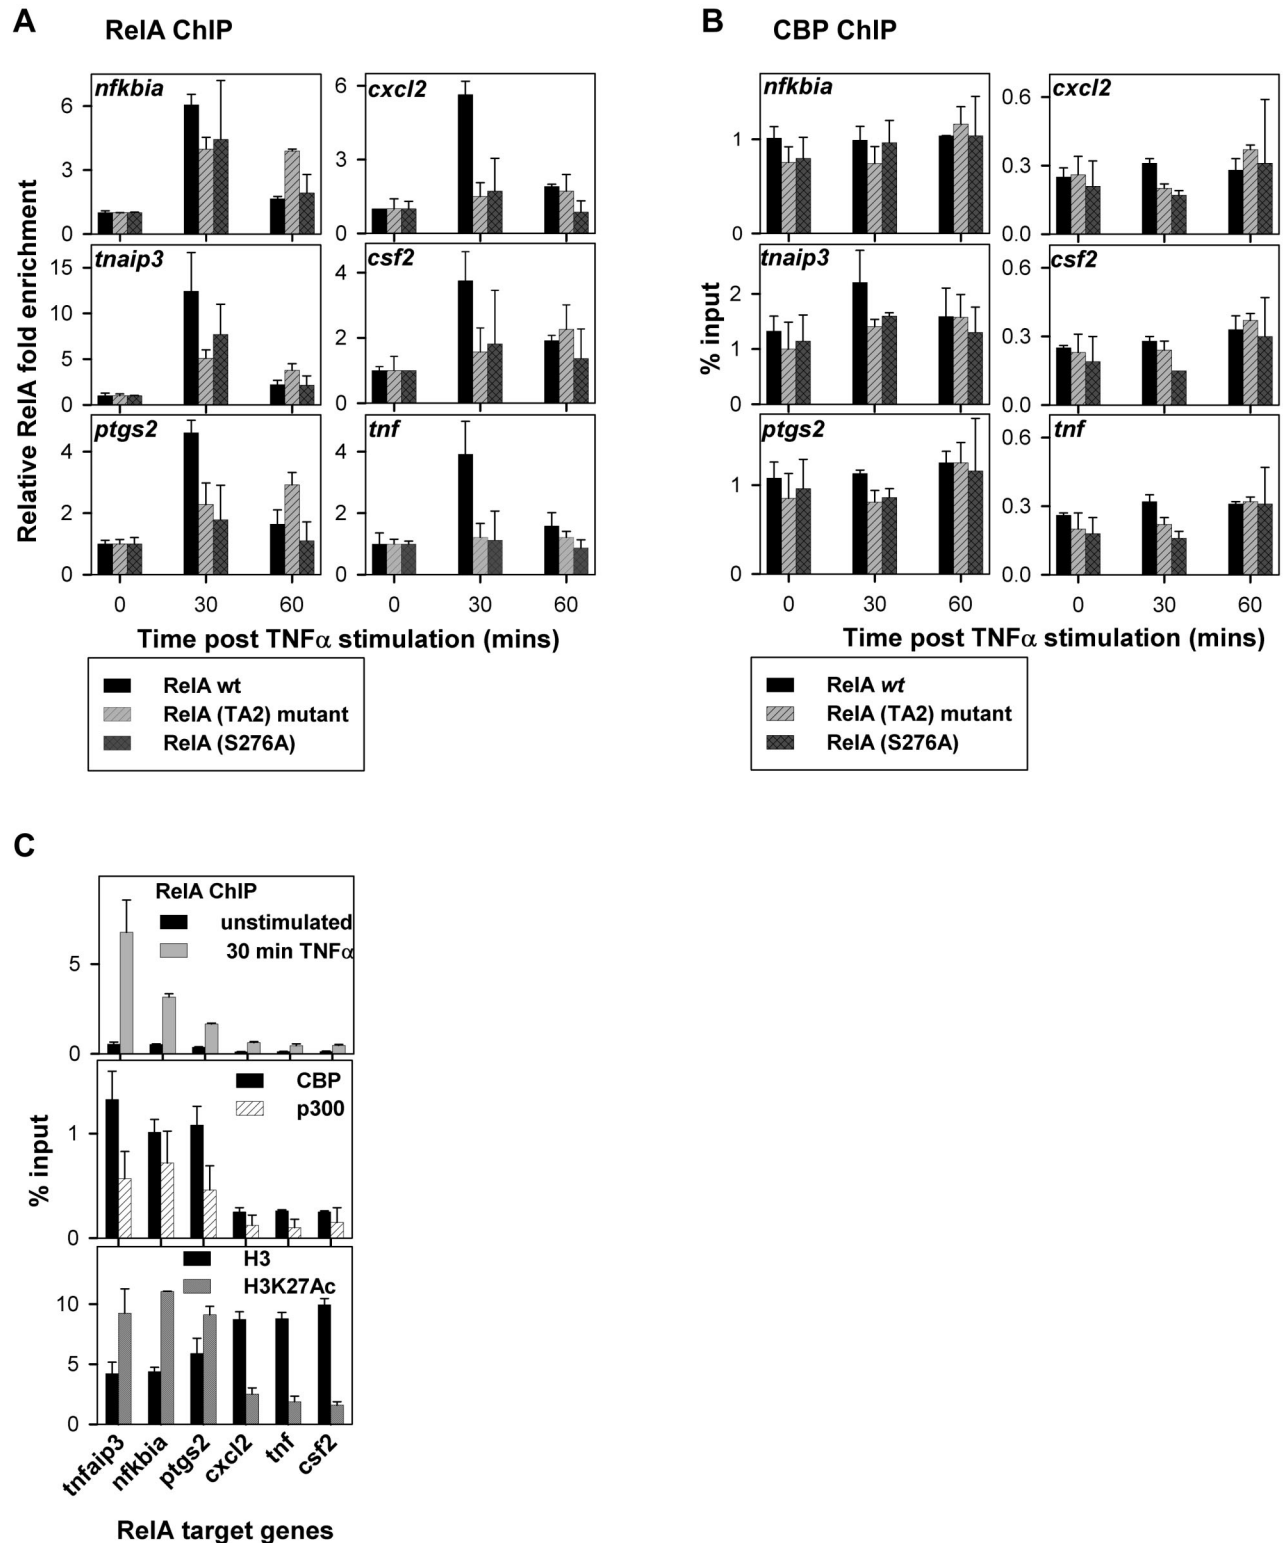 A
RelA ChIP
B
CBP ChIP
Relative RelA fold enrichment
nfkbia
6
3
0
cxcl2
6
3
0
tnaip3
15
10
5
0
csf2
4
2
0
ptgs2
4
2
0
0
30
60
tnf
4
2
0
0
30
60
Time post TNFα stimulation (mins)
RelA wt
RelA (TA2) mutant
RelA (S276A)
% input
nfkbia
1
0
cxcl2
0.6
0.3
0.0
tnaip3
2
1
0
csf2
0.6
0.3
0.0
ptgs2
1
0
0
30
60
tnf
0.6
0.3
0.0
0
30
60
Time post TNFα stimulation (mins)
RelA wt
RelA (TA2) mutant
RelA (S276A)
C
% input
RelA ChIP
unstimulated
30 min TNFα
5
0
CBP
p300
1
0
H3
H3K27Ac
10
5
0
tnfaip3
nfkbia
ptgs2
cxcl2
tnf
csf2
RelA target genes